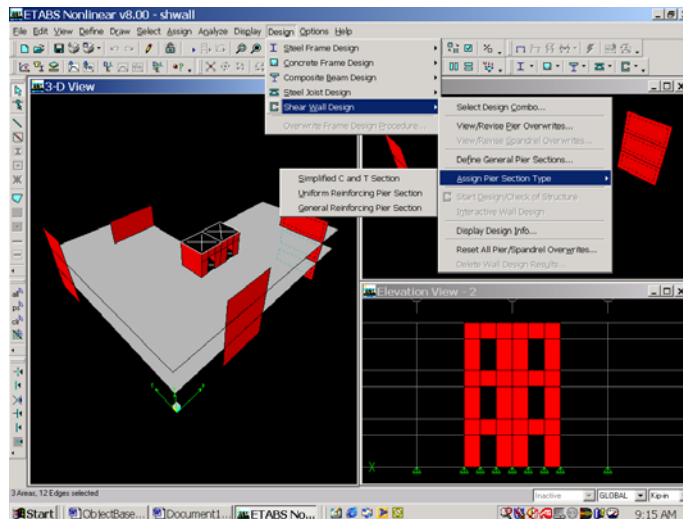 ETABS Nonlinear v8.00 - shwall
File Edit View Define Draw Select Assign Analyze Display Design Options Help
Steel Frame Design
Concrete Frame Design
Composite Beam Design
Steel Joist Design
Shear Wall Design
Overwrite Frame Design Procedure...
Select Design Combo...
View/Revise Pier Overwrites...
View/Revise Spandrel Overwrites...
Define General Pier Sections...
Assign Pier Section Type
Start Design/Check of Structure
Interactive Wall Design
Display Design Info...
Reset All Pier/Spandrel Overwrites...
Delete Wall Design Results...
Simplified C and T Section
Uniform Reinforcing Pier Section
General Reinforcing Pier Section
3-D View
Elevation View - 2
X
3 Areas, 12 Edges selected
Inactive
GLOBAL
Kip-in
Start
ObjectBase...
Document1...
ETABS No...
9:15 AM